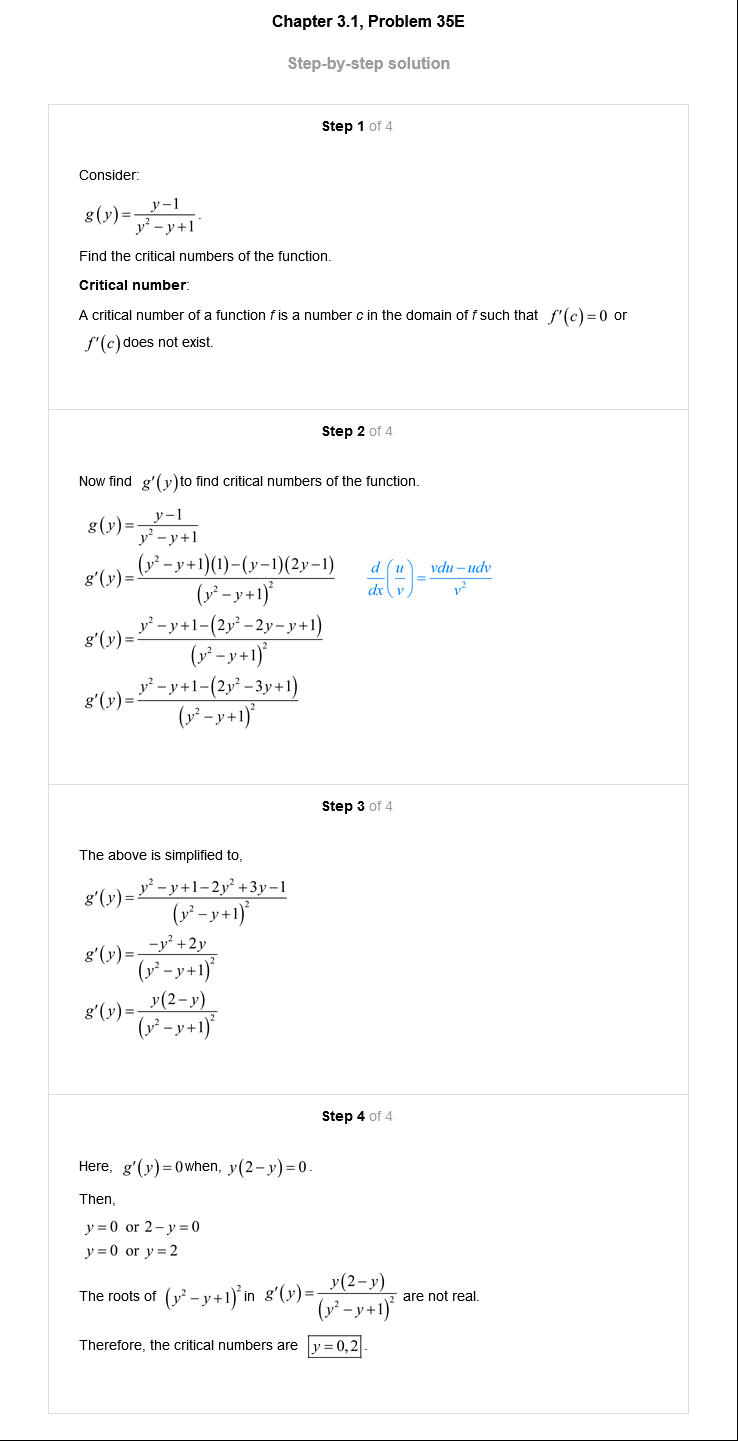 Chapter 3.1, Problem 35E
Step-by-step solution
Step 1 of 4
Consider:
g(y)=\frac{y-1}{y^2-y+1}.
Find the critical numbers of the function.
Critical number:
A critical number of a function f is a number c in the domain of f such that f'(c)=0 or
f'(c) does not exist.
Step 2 of 4
Now find g'(y) to find critical numbers of the function.
g(y)=\frac{y-1}{y^2-y+1}
g'(y)=\frac{(y^2-y+1)(1)-(y-1)(2y-1)}{(y^2-y+1)^2} \frac{d}{dx}(\frac{u}{v})=\frac{vdu-udv}{v^2}
g'(y)=\frac{y^2-y+1-(2y^2-2y-y+1)}{(y^2-y+1)^2}
g'(y)=\frac{y^2-y+1-(2y^2-3y+1)}{(y^2-y+1)^2}
Step 3 of 4
The above is simplified to,
g'(y)=\frac{y^2-y+1-2y^2+3y-1}{(y^2-y+1)^2}
g'(y)=\frac{-y^2+2y}{(y^2-y+1)^2}
g'(y)=\frac{y(2-y)}{(y^2-y+1)^2}
Step 4 of 4
Here, g'(y)=0 when, y(2-y)=0.
Then,
y=0 or 2-y=0
y=0 or y=2
The roots of (y^2-y+1)^2 in g'(y)=\frac{y(2-y)}{(y^2-y+1)^2} are not real.
Therefore, the critical numbers are y=0,2.